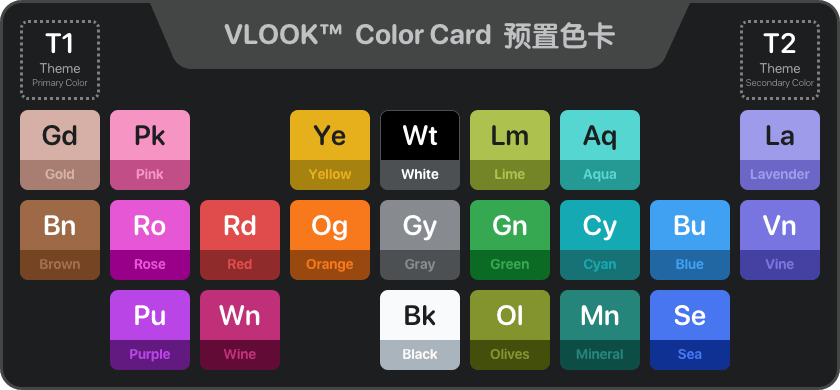 VLOOK™ Color Card 预置色卡
T1
Theme
Primary Color
T2
Theme
Secondary Color
Gd
Gold
Pk
Pink
Ye
Yellow
Wt
White
Lm
Lime
Aq
Aqua
La
Lavender
Bn
Brown
Ro
Rose
Rd
Red
Og
Orange
Gy
Gray
Gn
Green
Cy
Cyan
Bu
Blue
Vn
Vine
Pu
Purple
Wn
Wine
Bk
Black
Ol
Olives
Mn
Mineral
Se
Sea